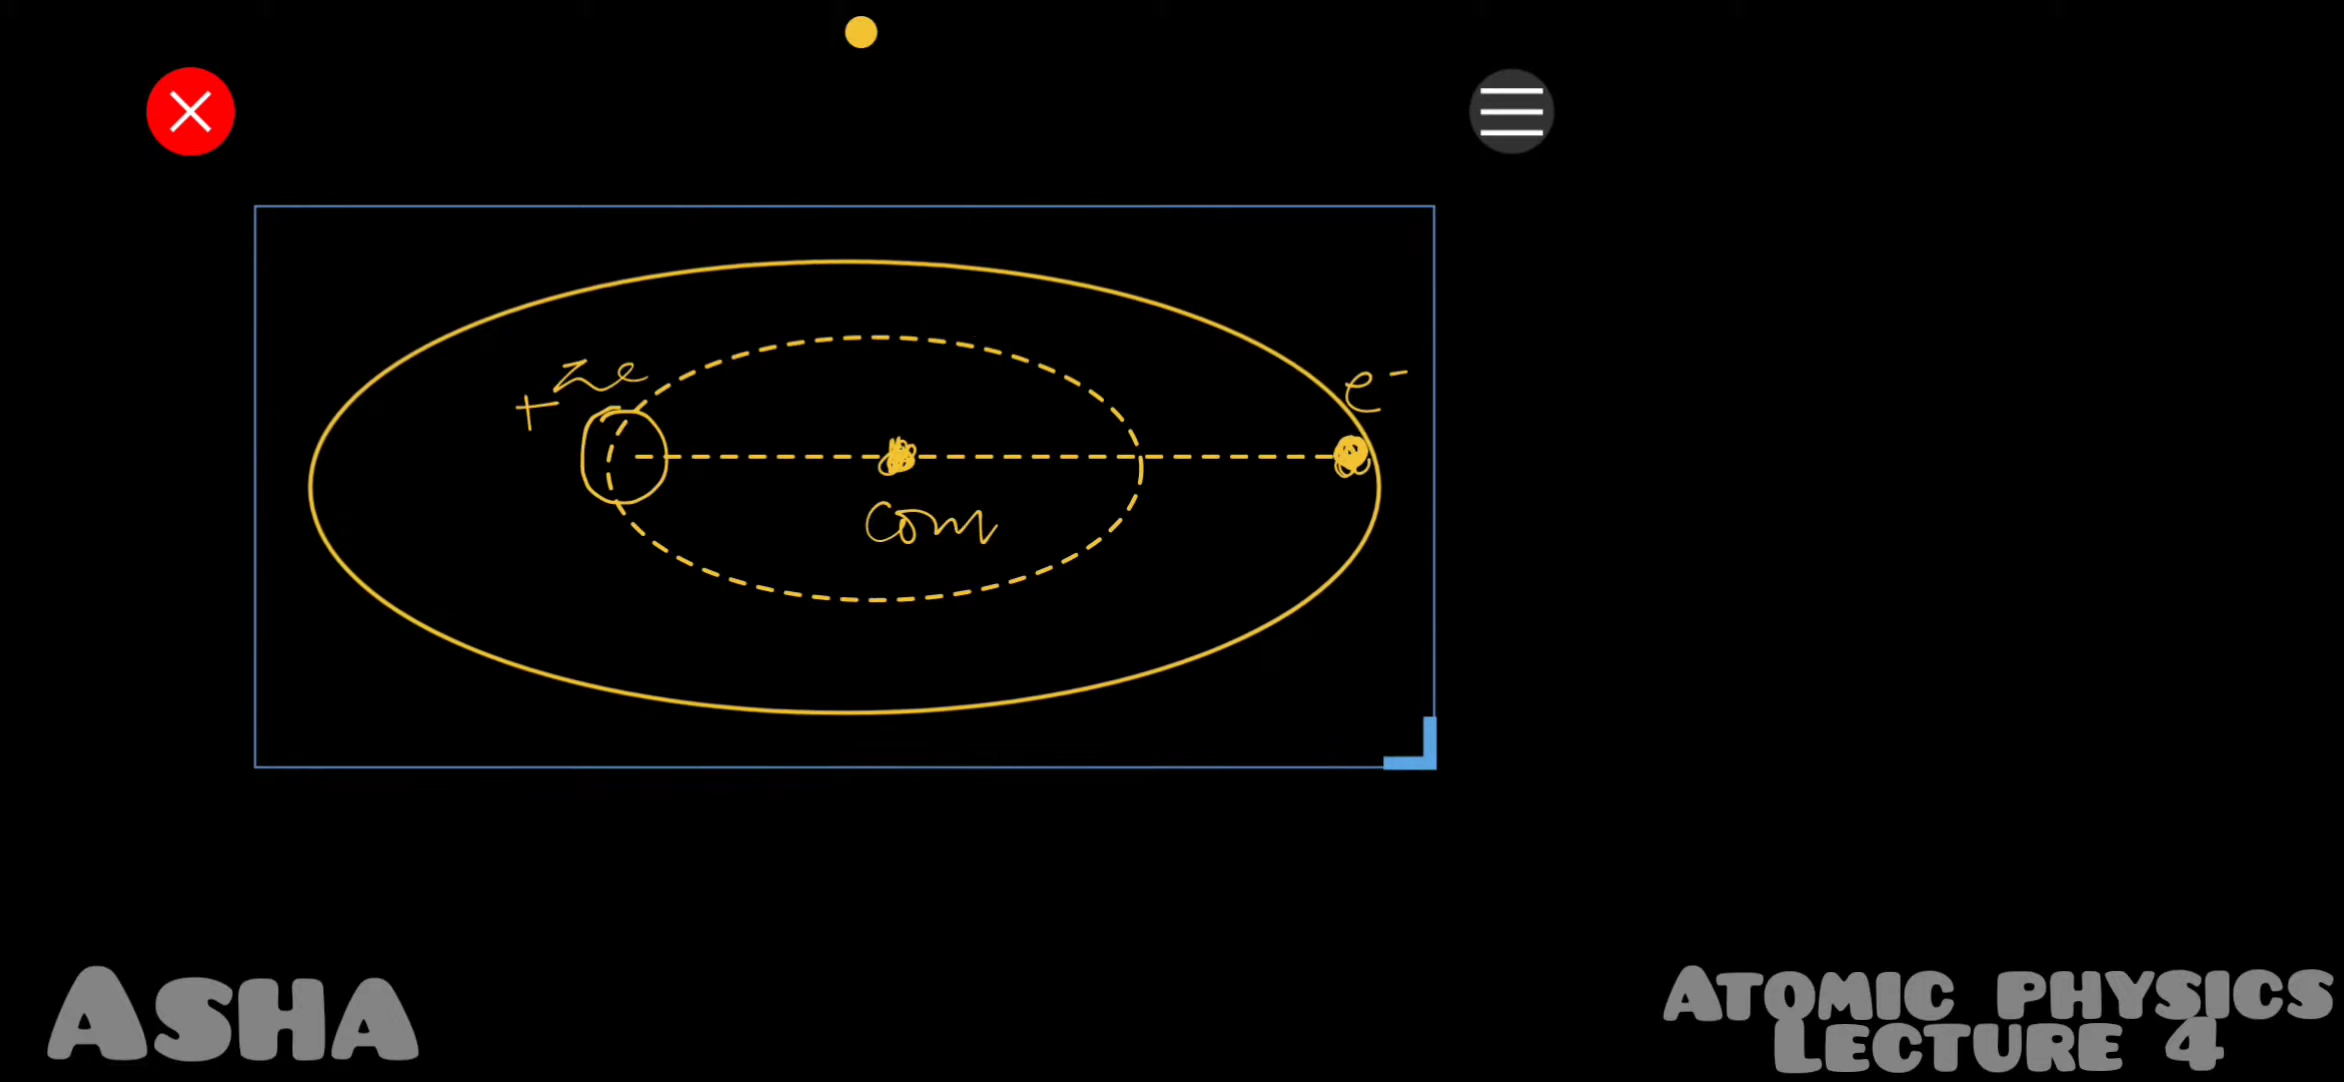 +Ze
e-
Com
ASHA
ATOMIC PHYSICS
LECTURE 4